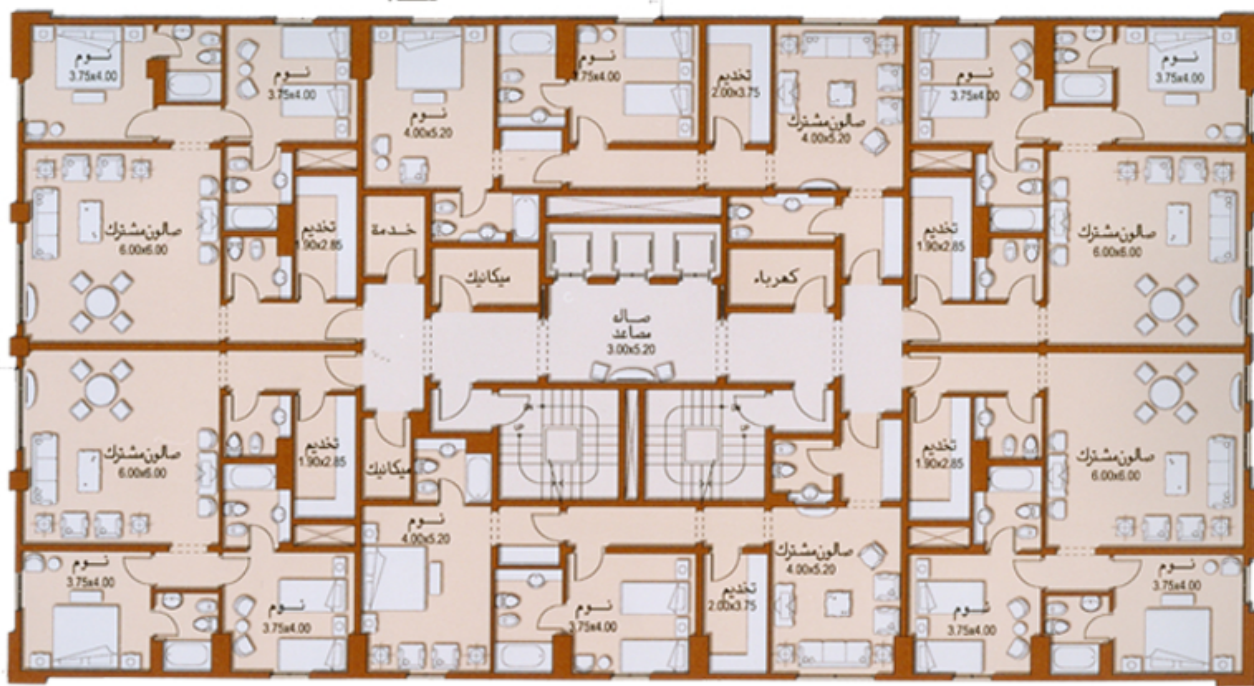 نوم
3.75x4.00
نوم
3.75x4.00
نوم
4.00x5.20
نوم
3.75x4.00
تخديم
2.00x3.75
صالون مشترك
4.00x5.20
نوم
3.75x4.00
نوم
3.75x4.00
صالون مشترك
6.00x6.00
تخديم
1.90x2.85
خدمة
ميكانيك
صاله
مصاعد
3.00x5.20
كهرباء
تخديم
1.90x2.85
صالون مشترك
6.00x6.00
صالون مشترك
6.00x6.00
تخديم
1.90x2.85
ميكانيك
UP
UP
تخديم
1.90x2.85
صالون مشترك
6.00x6.00
نوم
3.75x4.00
نوم
3.75x4.00
نوم
4.00x5.20
نوم
3.75x4.00
تخديم
2.00x3.75
صالون مشترك
4.00x5.20
نوم
3.75x4.00
نوم
3.75x4.00